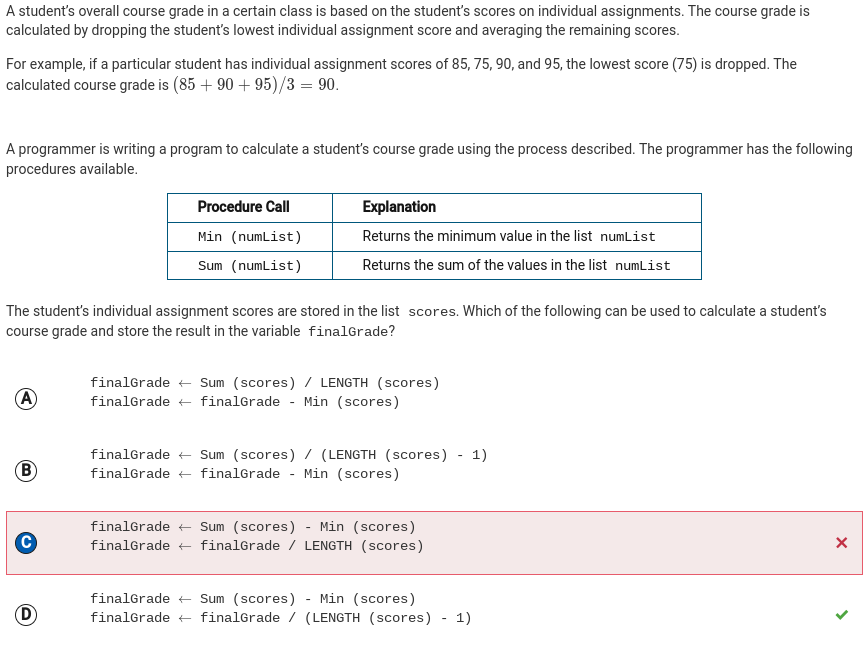 A student's overall course grade in a certain class is based on the student's scores on individual assignments. The course grade is
calculated by dropping the student's lowest individual assignment score and averaging the remaining scores.
For example, if a particular student has individual assignment scores of 85, 75, 90, and 95, the lowest score (75) is dropped. The
calculated course grade is (85 + 90 + 95)/3 = 90.
A programmer is writing a program to calculate a student's course grade using the process described. The programmer has the following
procedures available.
Procedure Call Explanation
Min (numList) Returns the minimum value in the list numList
Sum (numList) Returns the sum of the values in the list numList
The student's individual assignment scores are stored in the list scores. Which of the following can be used to calculate a student's
course grade and store the result in the variable finalGrade?
A
finalGrade ← Sum (scores) / LENGTH (scores)
finalGrade ← finalGrade - Min (scores)
B
finalGrade ← Sum (scores) / (LENGTH (scores) - 1)
finalGrade ← finalGrade - Min (scores)
C
finalGrade ← Sum (scores) - Min (scores)
finalGrade ← finalGrade / LENGTH (scores)
D
finalGrade ← Sum (scores) - Min (scores)
finalGrade ← finalGrade / (LENGTH (scores) - 1)